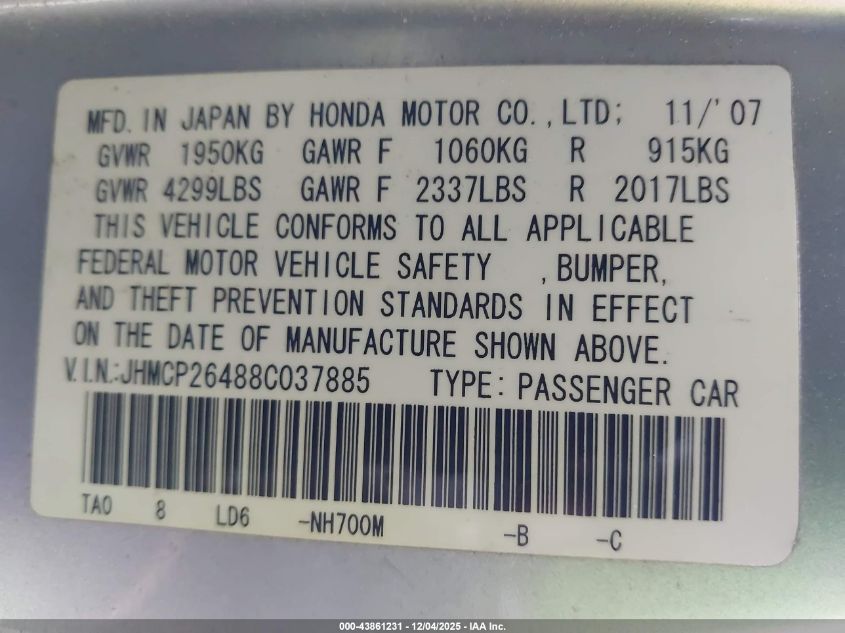 MFD. IN JAPAN BY HONDA MOTOR CO.,LTD; 11/'07
GVWR 1950KG GAWR F 1060KG R 915KG
GVWR 4299LBS GAWR F 2337LBS R 2017LBS
THIS VEHICLE CONFORMS TO ALL APPLICABLE
FEDERAL MOTOR VEHICLE SAFETY ,BUMPER,
AND THEFT PREVENTION STANDARDS IN EFFECT
ON THE DATE OF MANUFACTURE SHOWN ABOVE.
V.I.N.:JHMCP26488C037885 TYPE: PASSENGER CAR
TA0 8 LD6 -NH700M -B -C
000-43861231 - 12/04/2025 - IAA Inc.